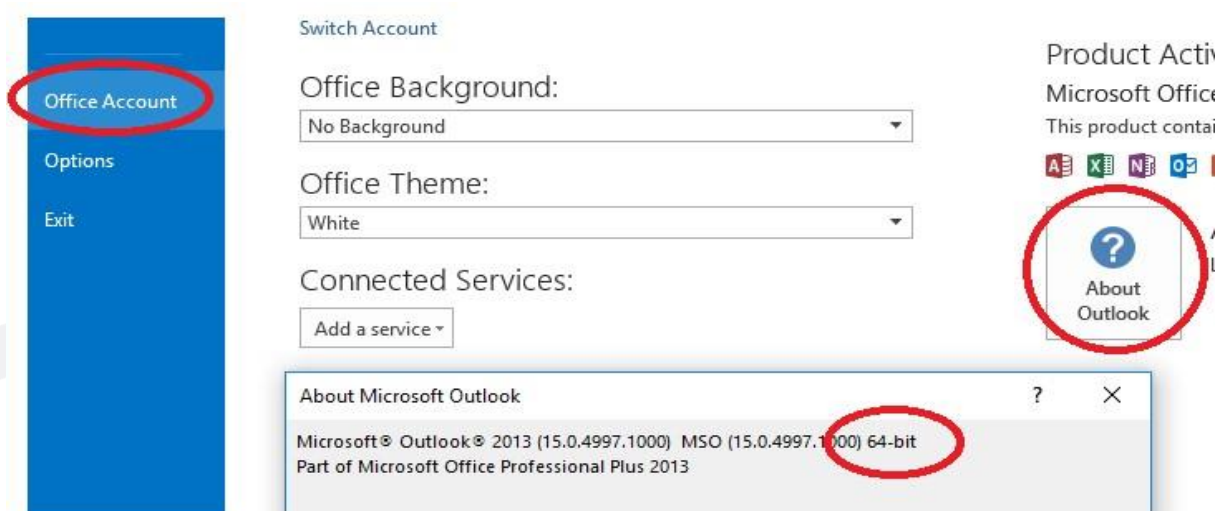 Office Account
Options
Exit
Switch Account
Office Background:
No Background
Office Theme:
White
Connected Services:
Add a service
Product Activ
Microsoft Office
This product contai
About
Outlook
About Microsoft Outlook
Microsoft® Outlook® 2013 (15.0.4997.1000) MSO (15.0.4997.1000) 64-bit
Part of Microsoft Office Professional Plus 2013